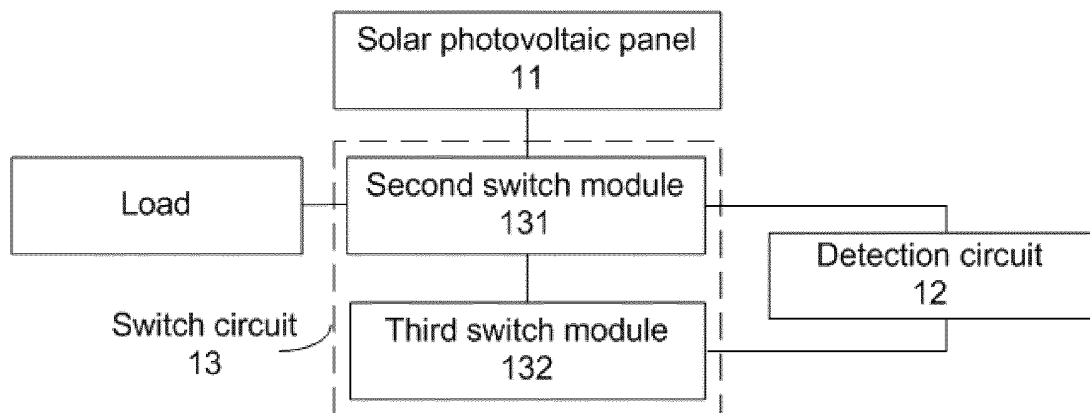 Solar photovoltaic panel
11
Load
Second switch module
131
Detection circuit
12
Switch circuit
13
Third switch module
132